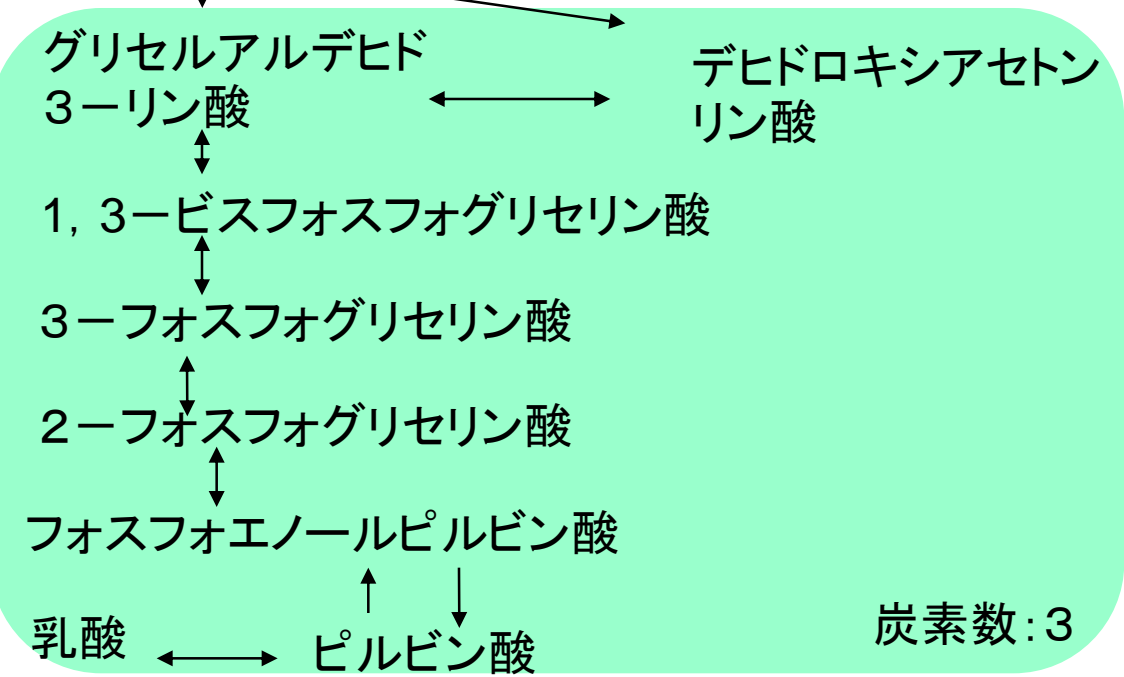 グリセルアルデヒド
3-リン酸
デヒドロキシアセトン
リン酸
1,3-ビスフォスフォグリセリン酸
3-フォスフォグリセリン酸
2-フォスフォグリセリン酸
フォスフォエノールピルビン酸
乳酸
ピルビン酸
炭素数:3